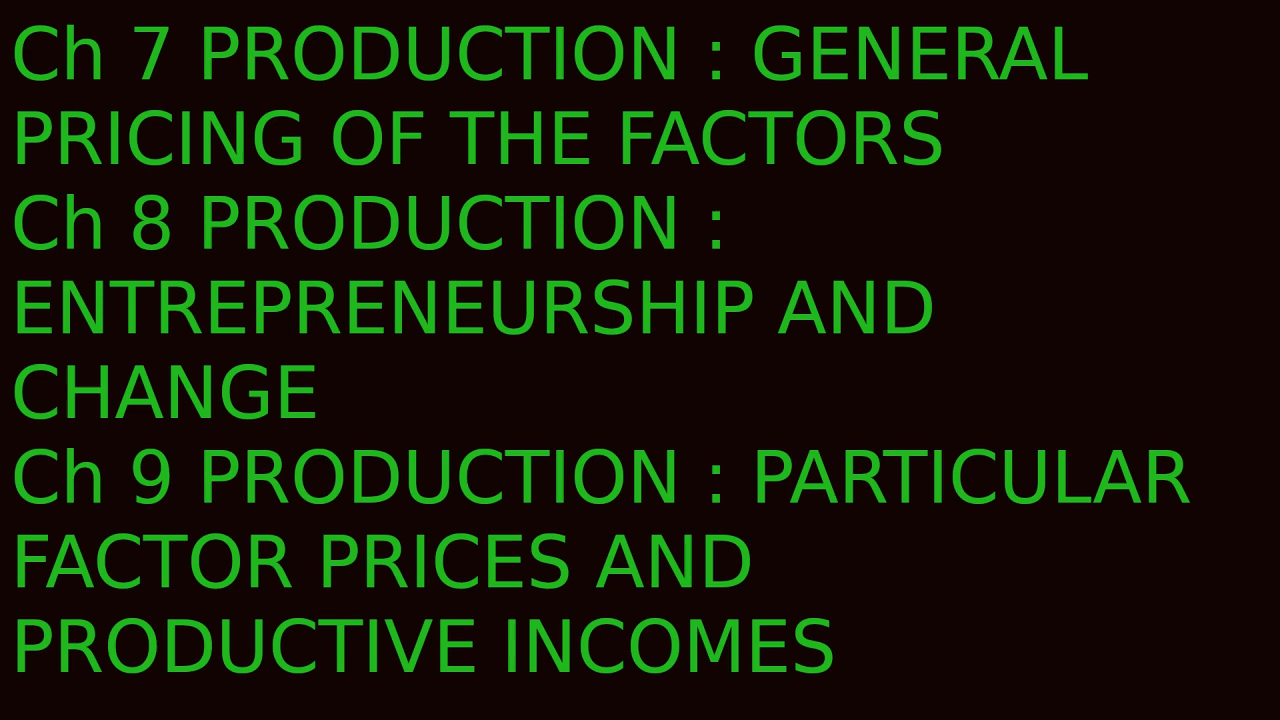 Ch 7 PRODUCTION : GENERAL
PRICING OF THE FACTORS
Ch 8 PRODUCTION :
ENTREPRENEURSHIP AND
CHANGE
Ch 9 PRODUCTION : PARTICULAR
FACTOR PRICES AND
PRODUCTIVE INCOMES